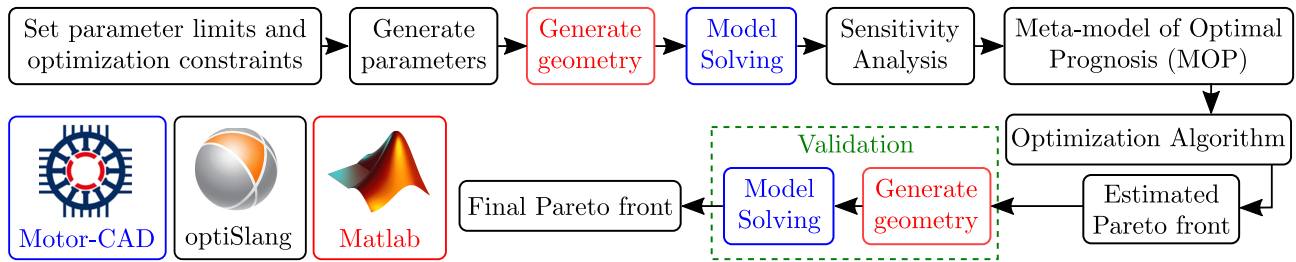 Set parameter limits and
optimization constraints
Generate
parameters
Generate
geometry
Model
Solving
Sensitivity
Analysis
Meta-model of Optimal
Prognosis (MOP)
Optimization Algorithm
Estimated
Pareto front
Validation
Generate
geometry
Model
Solving
Final Pareto front
Motor-CAD
optiSlang
Matlab